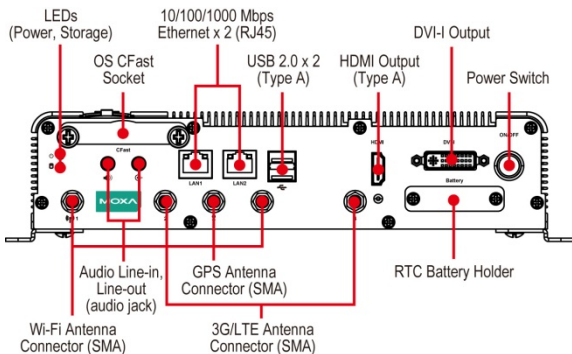 LEDs
(Power, Storage)
10/100/1000 Mbps
Ethernet x 2 (RJ45)
DVI-I Output
OS CFast
Socket
USB 2.0 x 2
(Type A)
HDMI Output
(Type A)
Power Switch
CFast
HDMI
DVI-I
ON/OFF
LAN1
LAN2
Battery
MOXA
Audio Line-in,
Line-out
(audio jack)
GPS Antenna
Connector (SMA)
RTC Battery Holder
Wi-Fi Antenna
Connector (SMA)
3G/LTE Antenna
Connector (SMA)